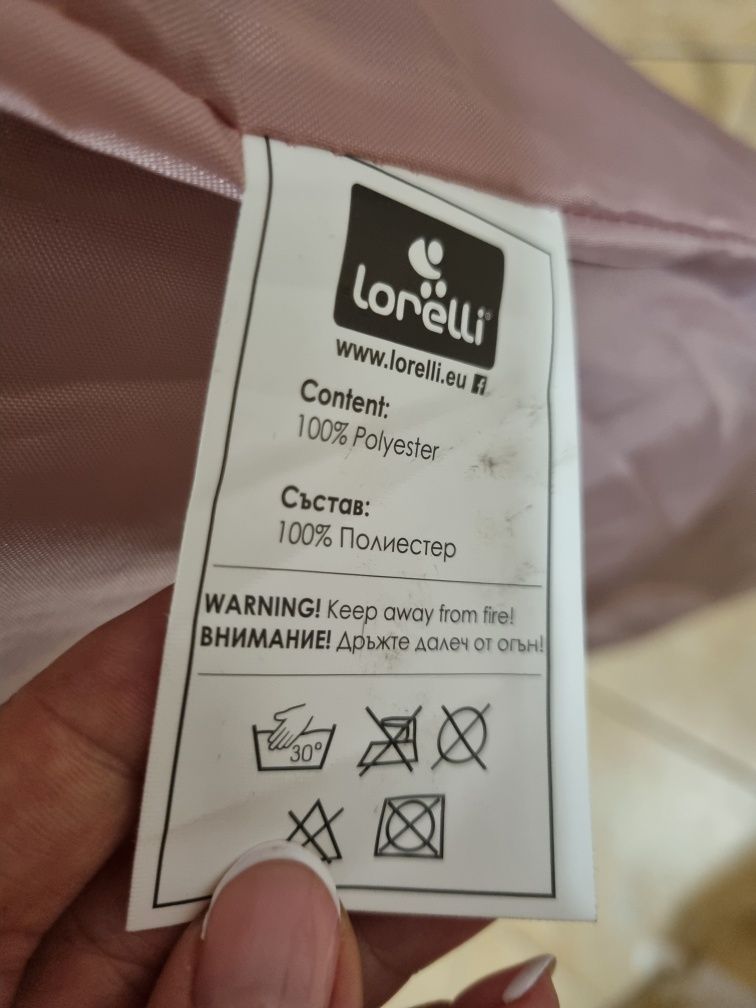 lorëlli®
www.lorelli.eu f
Content:
100% Polyester
Състав:
100% Полиестер
WARNING! Keep away from fire!
ВНИМАНИЕ! Дръжте далеч от огън!
30°